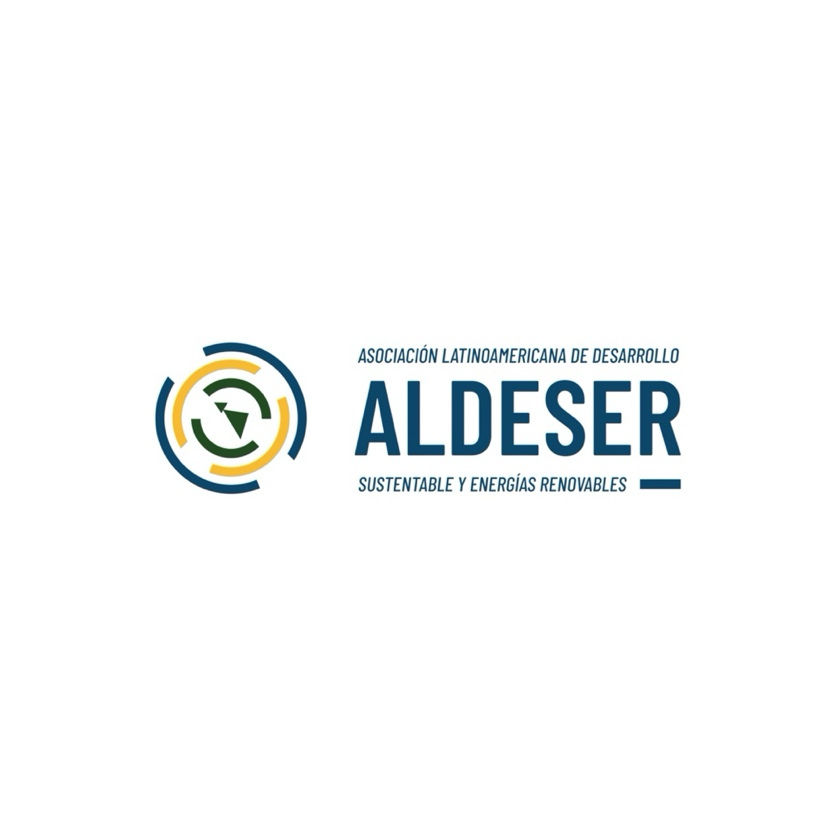 ASOCIACIÓN LATINOAMERICANA DE DESARROLLO
ALDESER
SUSTENTABLE Y ENERGÍAS RENOVABLES